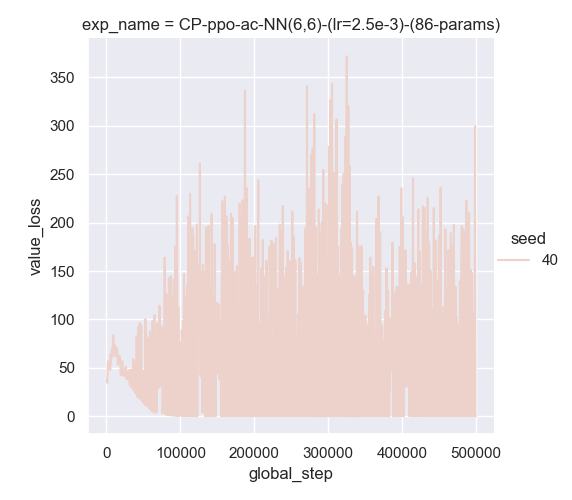 exp_name = CP-ppo-ac-NN(6,6)-(lr=2.5e-3)-(86-params)
350
300
250
200
150
100
50
0
value_loss
0 100000 200000 300000 400000 500000
global_step
seed
40